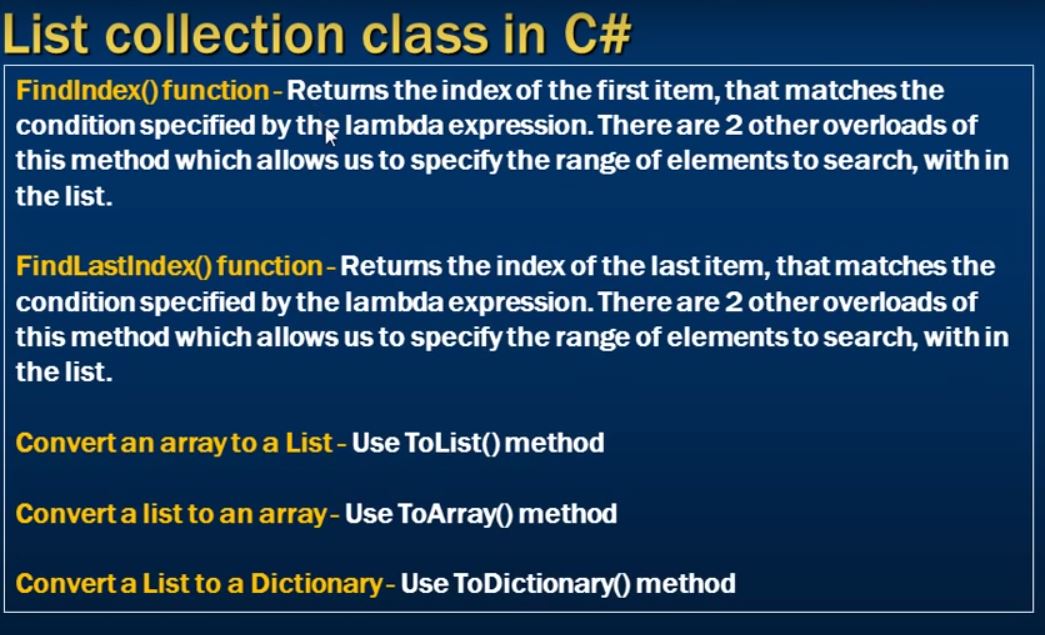 List collection class in C#
FindIndex() function - Returns the index of the first item, that matches the
condition specified by the lambda expression. There are 2 other overloads of
this method which allows us to specify the range of elements to search, with in
the list.
FindLastIndex() function - Returns the index of the last item, that matches the
condition specified by the lambda expression. There are 2 other overloads of
this method which allows us to specify the range of elements to search, with in
the list.
Convert an array to a List - Use ToList() method
Convert a list to an array - Use ToArray() method
Convert a List to a Dictionary - Use ToDictionary() method